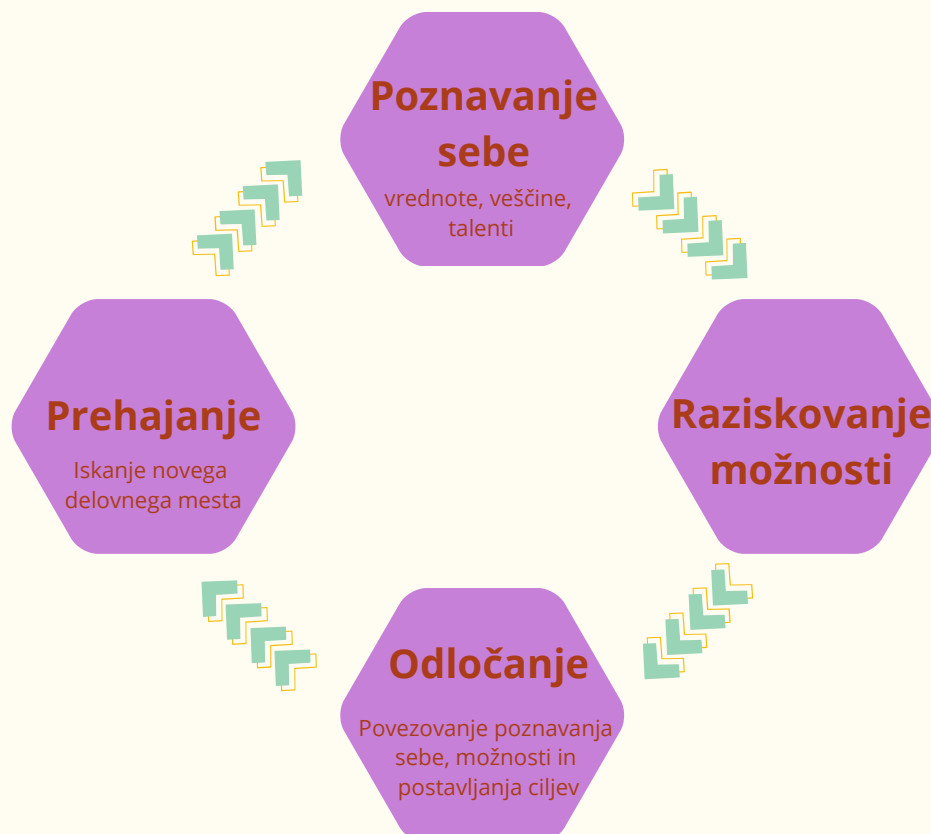 Poznavanje
sebe
vrednote, veščine,
talenti
Raziskovanje
možnosti
Odločanje
Povezovanje poznavanja
sebe, možnosti in
postavljanja ciljev
Prehajanje
Iskanje novega
delovnega mesta